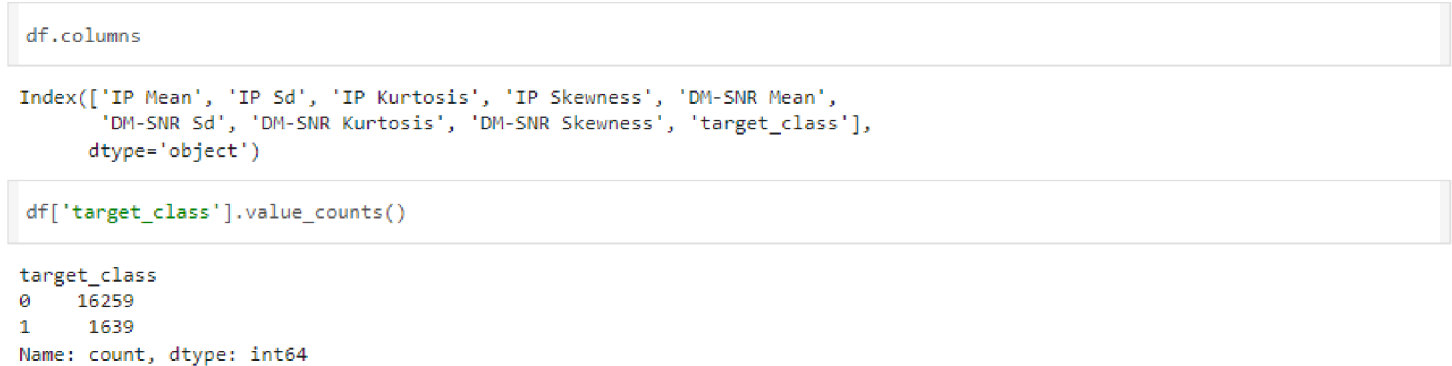 df.columns
Index(['IP Mean', 'IP Sd', 'IP Kurtosis', 'IP Skewness', 'DM-SNR Mean',
'DM-SNR Sd', 'DM-SNR Kurtosis', 'DM-SNR Skewness', 'target_class'],
dtype='object')
df['target_class'].value_counts()
target_class
0 16259
1 1639
Name: count, dtype: int64